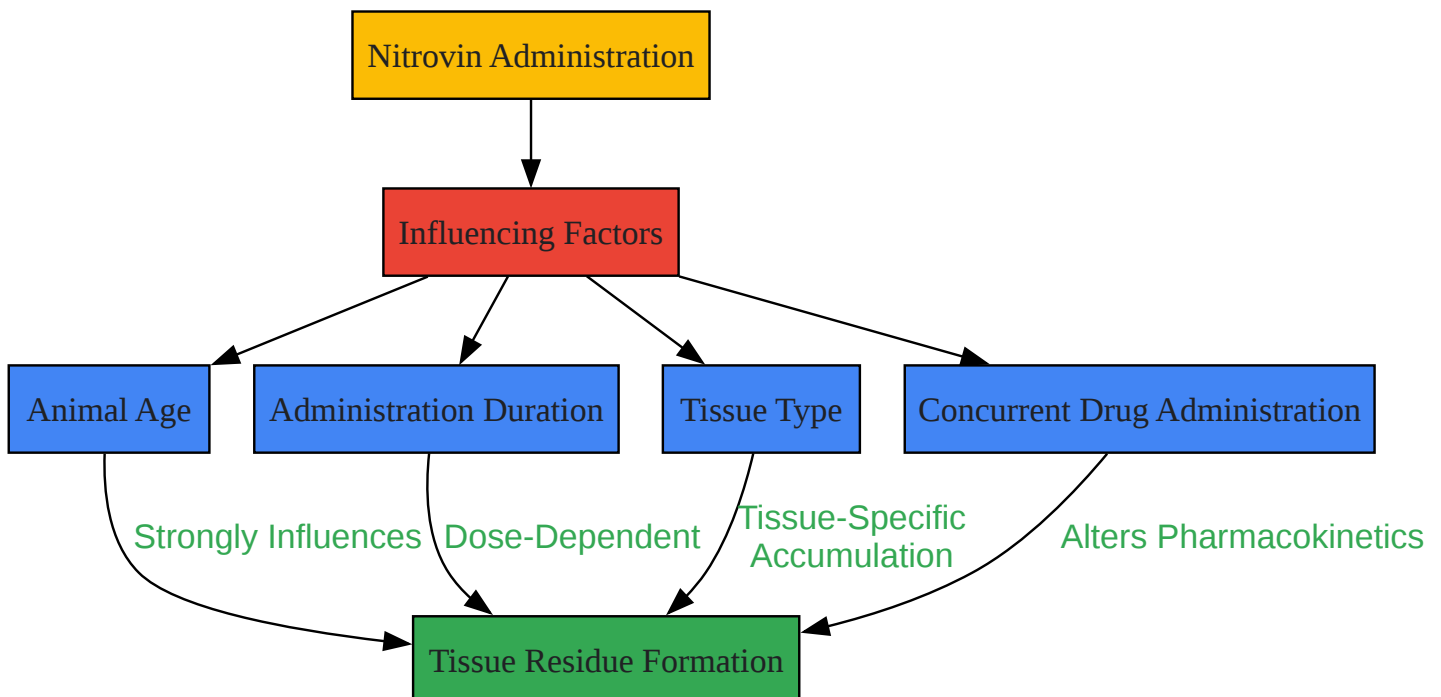 Nitrovin Administration
Influencing Factors
Animal Age
Administration Duration
Tissue Type
Concurrent Drug Administration
Strongly Influences
Dose-Dependent
Tissue-Specific
Accumulation
Alters Pharmacokinetics
Tissue Residue Formation